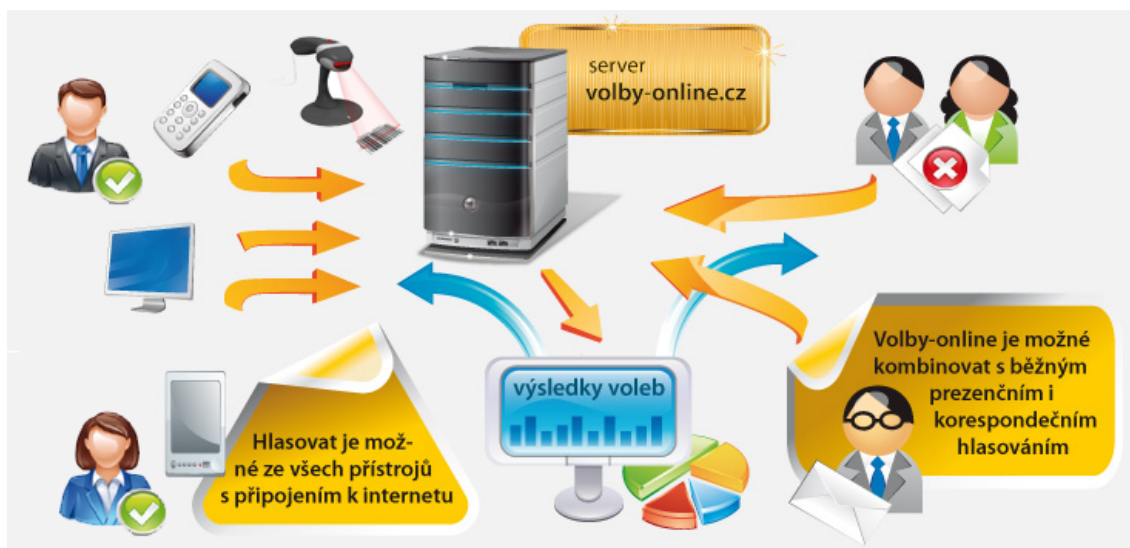 server
volby-online.cz
Volby-online je možné
kombinovat s běžným
prezenčním i
korespondečním
hlasováním
výsledky voleb
Hlasovat je mož-
né ze všech přístrojů
s připojením k internetu